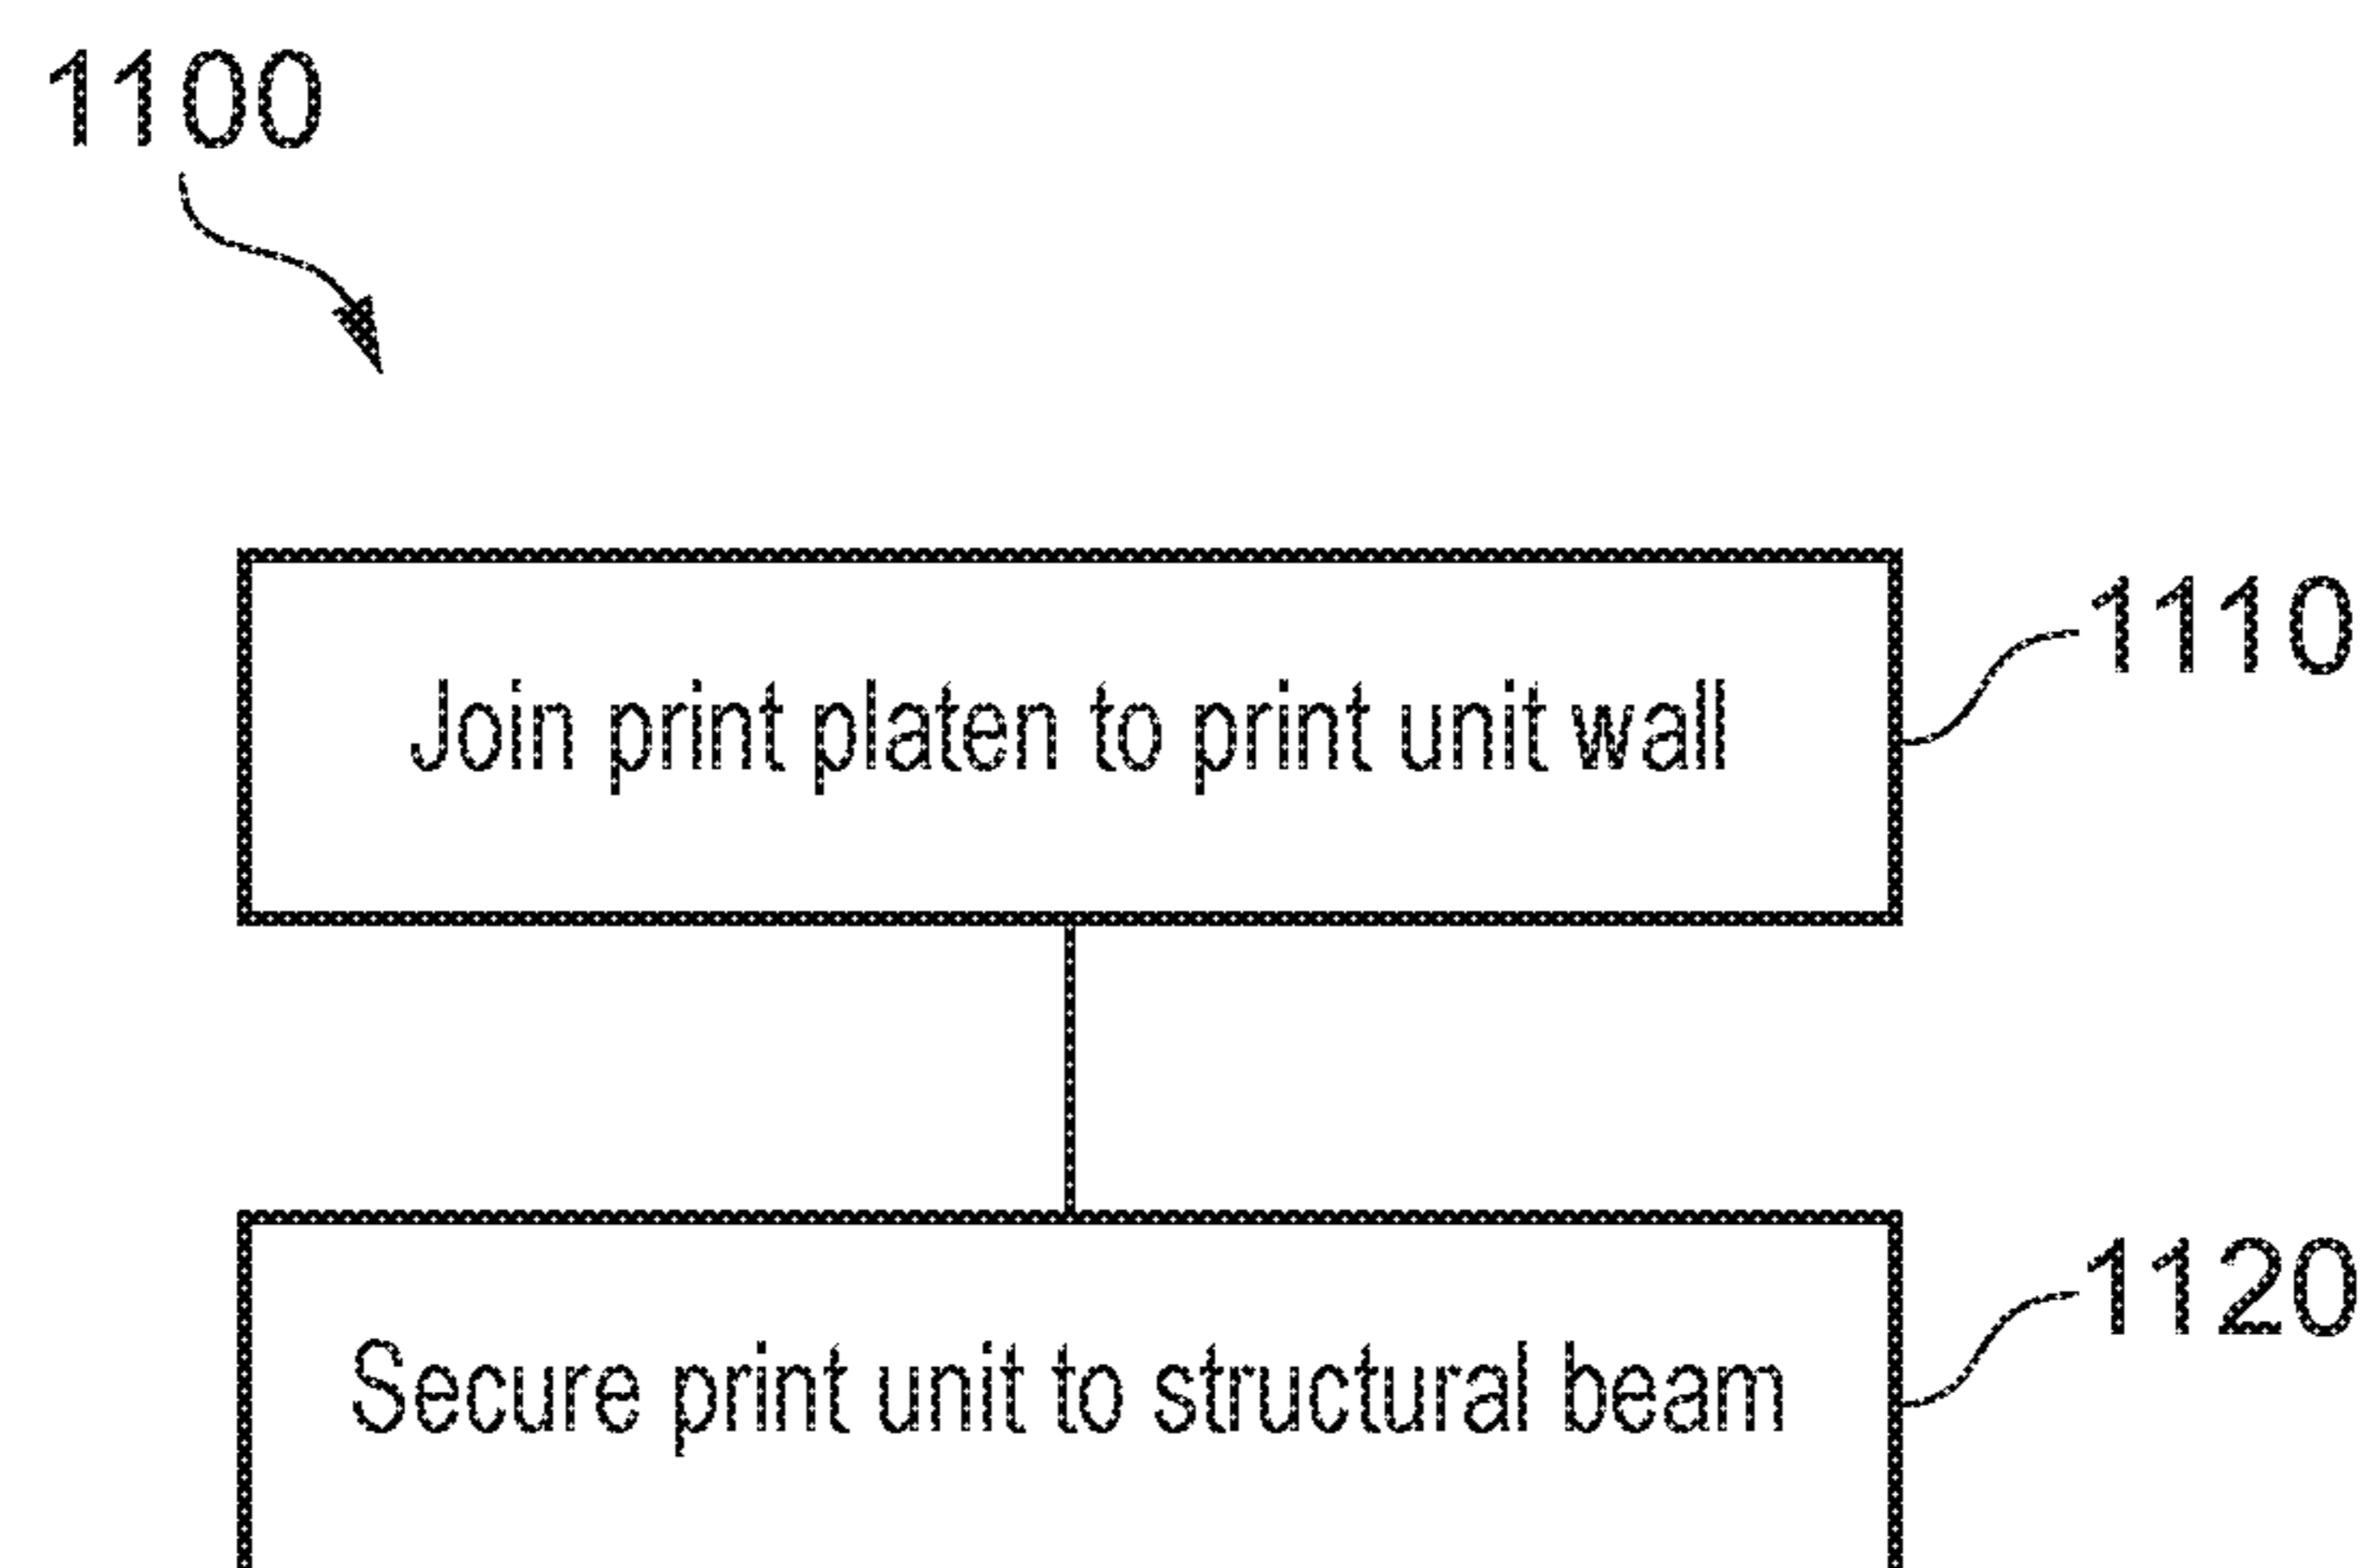 1100
Join print platen to print unit wall
1110
Secure print unit to structural beam
1120